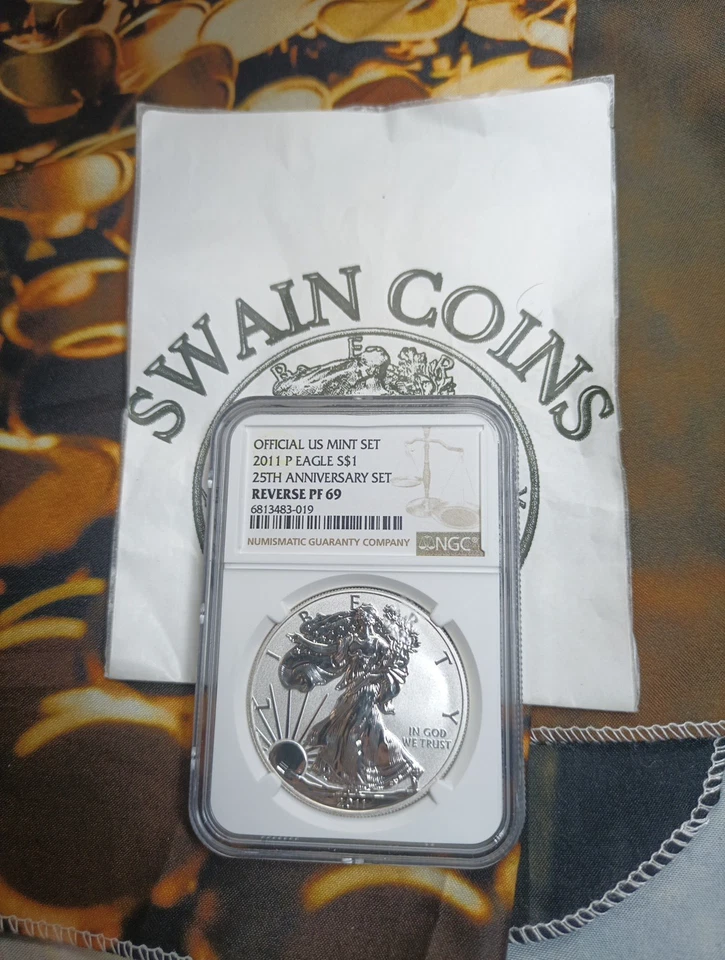 SWAIN COINS
L I B E R T Y
OFFICIAL US MINT SET
2011 P EAGLE S$1
25TH ANNIVERSARY SET
REVERSE PF 69
6813483-019
NUMISMATIC GUARANTY COMPANY NGC
L I B E R T Y
IN GOD
WE TRUST
2011